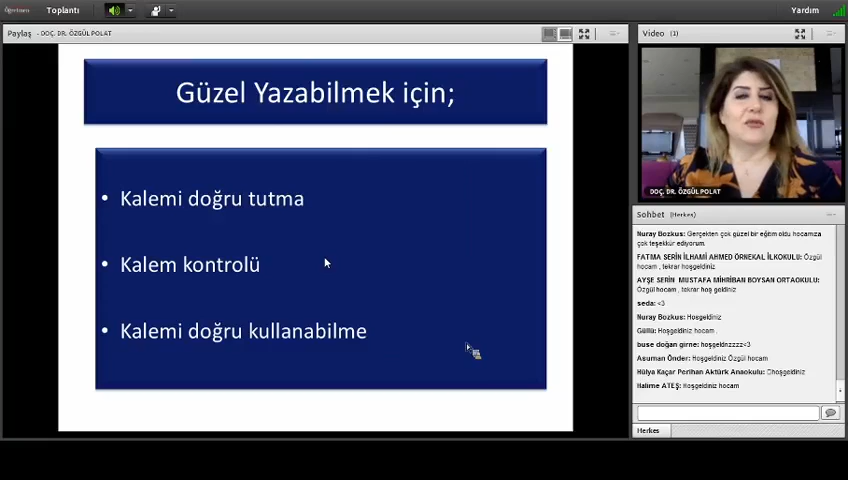 Öğretmen Toplantı Yardım
Paylaş - DOÇ. DR. ÖZGÜL POLAT
Güzel Yazabilmek için;
• Kalemi doğru tutma
• Kalem kontrolü
• Kalemi doğru kullanabilme
Video (1)
DOÇ. DR. ÖZGÜL POLAT
Sohbet (Herkes)
Nuray Bozkus: Gerçekten çok güzel bir eğitim oldu hocamıza
çok teşekkür ediyorum.
FATMA SERİN İLHAMİ AHMED ÖRNEKAL İLKOKULU: Özgül
hocam , tekrar hoşgeldiniz
AYŞE SERİN MUSTAFA MİHRİBAN BOYSAN ORTAOKULU:
Özgül hocam , tekrar hoş geldiniz
seda: <3
Nuray Bozkus: Hosgeldiniz
Güllü: Hoşgeldiniz hocam .
buse doğan girne: hoşgeldnzzzz<3
Asuman Önder: Hoşgeldiniz Özgül hocam
Hülya Kaçar Perihan Aktürk Anaokulu: hoşgeldiniz
Halime ATEŞ: Hoşgeldiniz hocam
Herkes